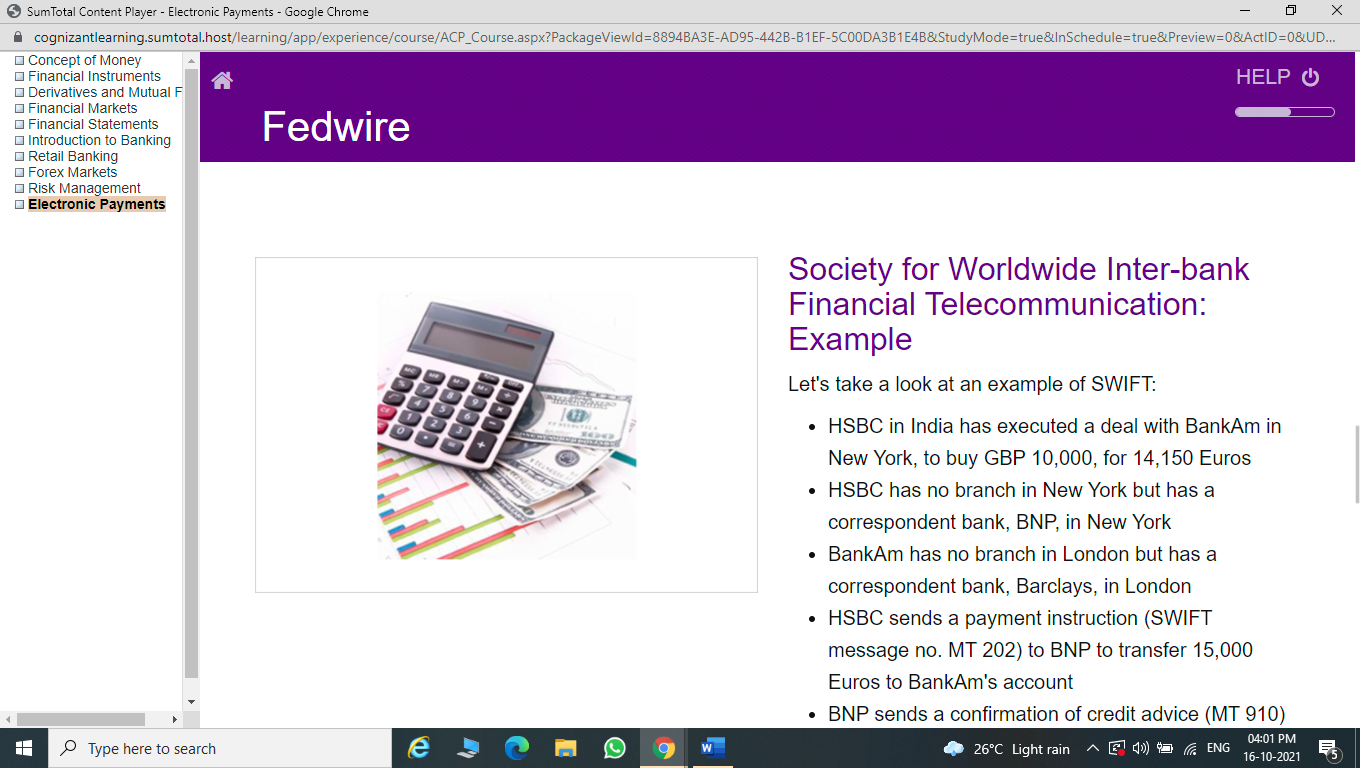 SumTotal Content Player - Electronic Payments - Google Chrome
cognizantlearning.sumtotal.host/learning/app/experience/course/ACP_Course.aspx?PackageViewId=8894BA3E-AD95-442B-B1EF-5C00DA3B1E4B&StudyMode=true&InSchedule=true&Preview=0&ActID=0&UD...
Concept of Money
Financial Instruments
Derivatives and Mutual F
Financial Markets
Financial Statements
Introduction to Banking
Retail Banking
Forex Markets
Risk Management
Electronic Payments
HELP
Fedwire
Society for Worldwide Inter-bank
Financial Telecommunication:
Example
Let's take a look at an example of SWIFT:
• HSBC in India has executed a deal with BankAm in
New York, to buy GBP 10,000, for 14,150 Euros
• HSBC has no branch in New York but has a
correspondent bank, BNP, in New York
• BankAm has no branch in London but has a
correspondent bank, Barclays, in London
• HSBC sends a payment instruction (SWIFT
message no. MT 202) to BNP to transfer 15,000
Euros to BankAm's account
• BNP sends a confirmation of credit advice (MT 910)
Type here to search
26°C Light rain
ENG
04:01 PM
16-10-2021
5